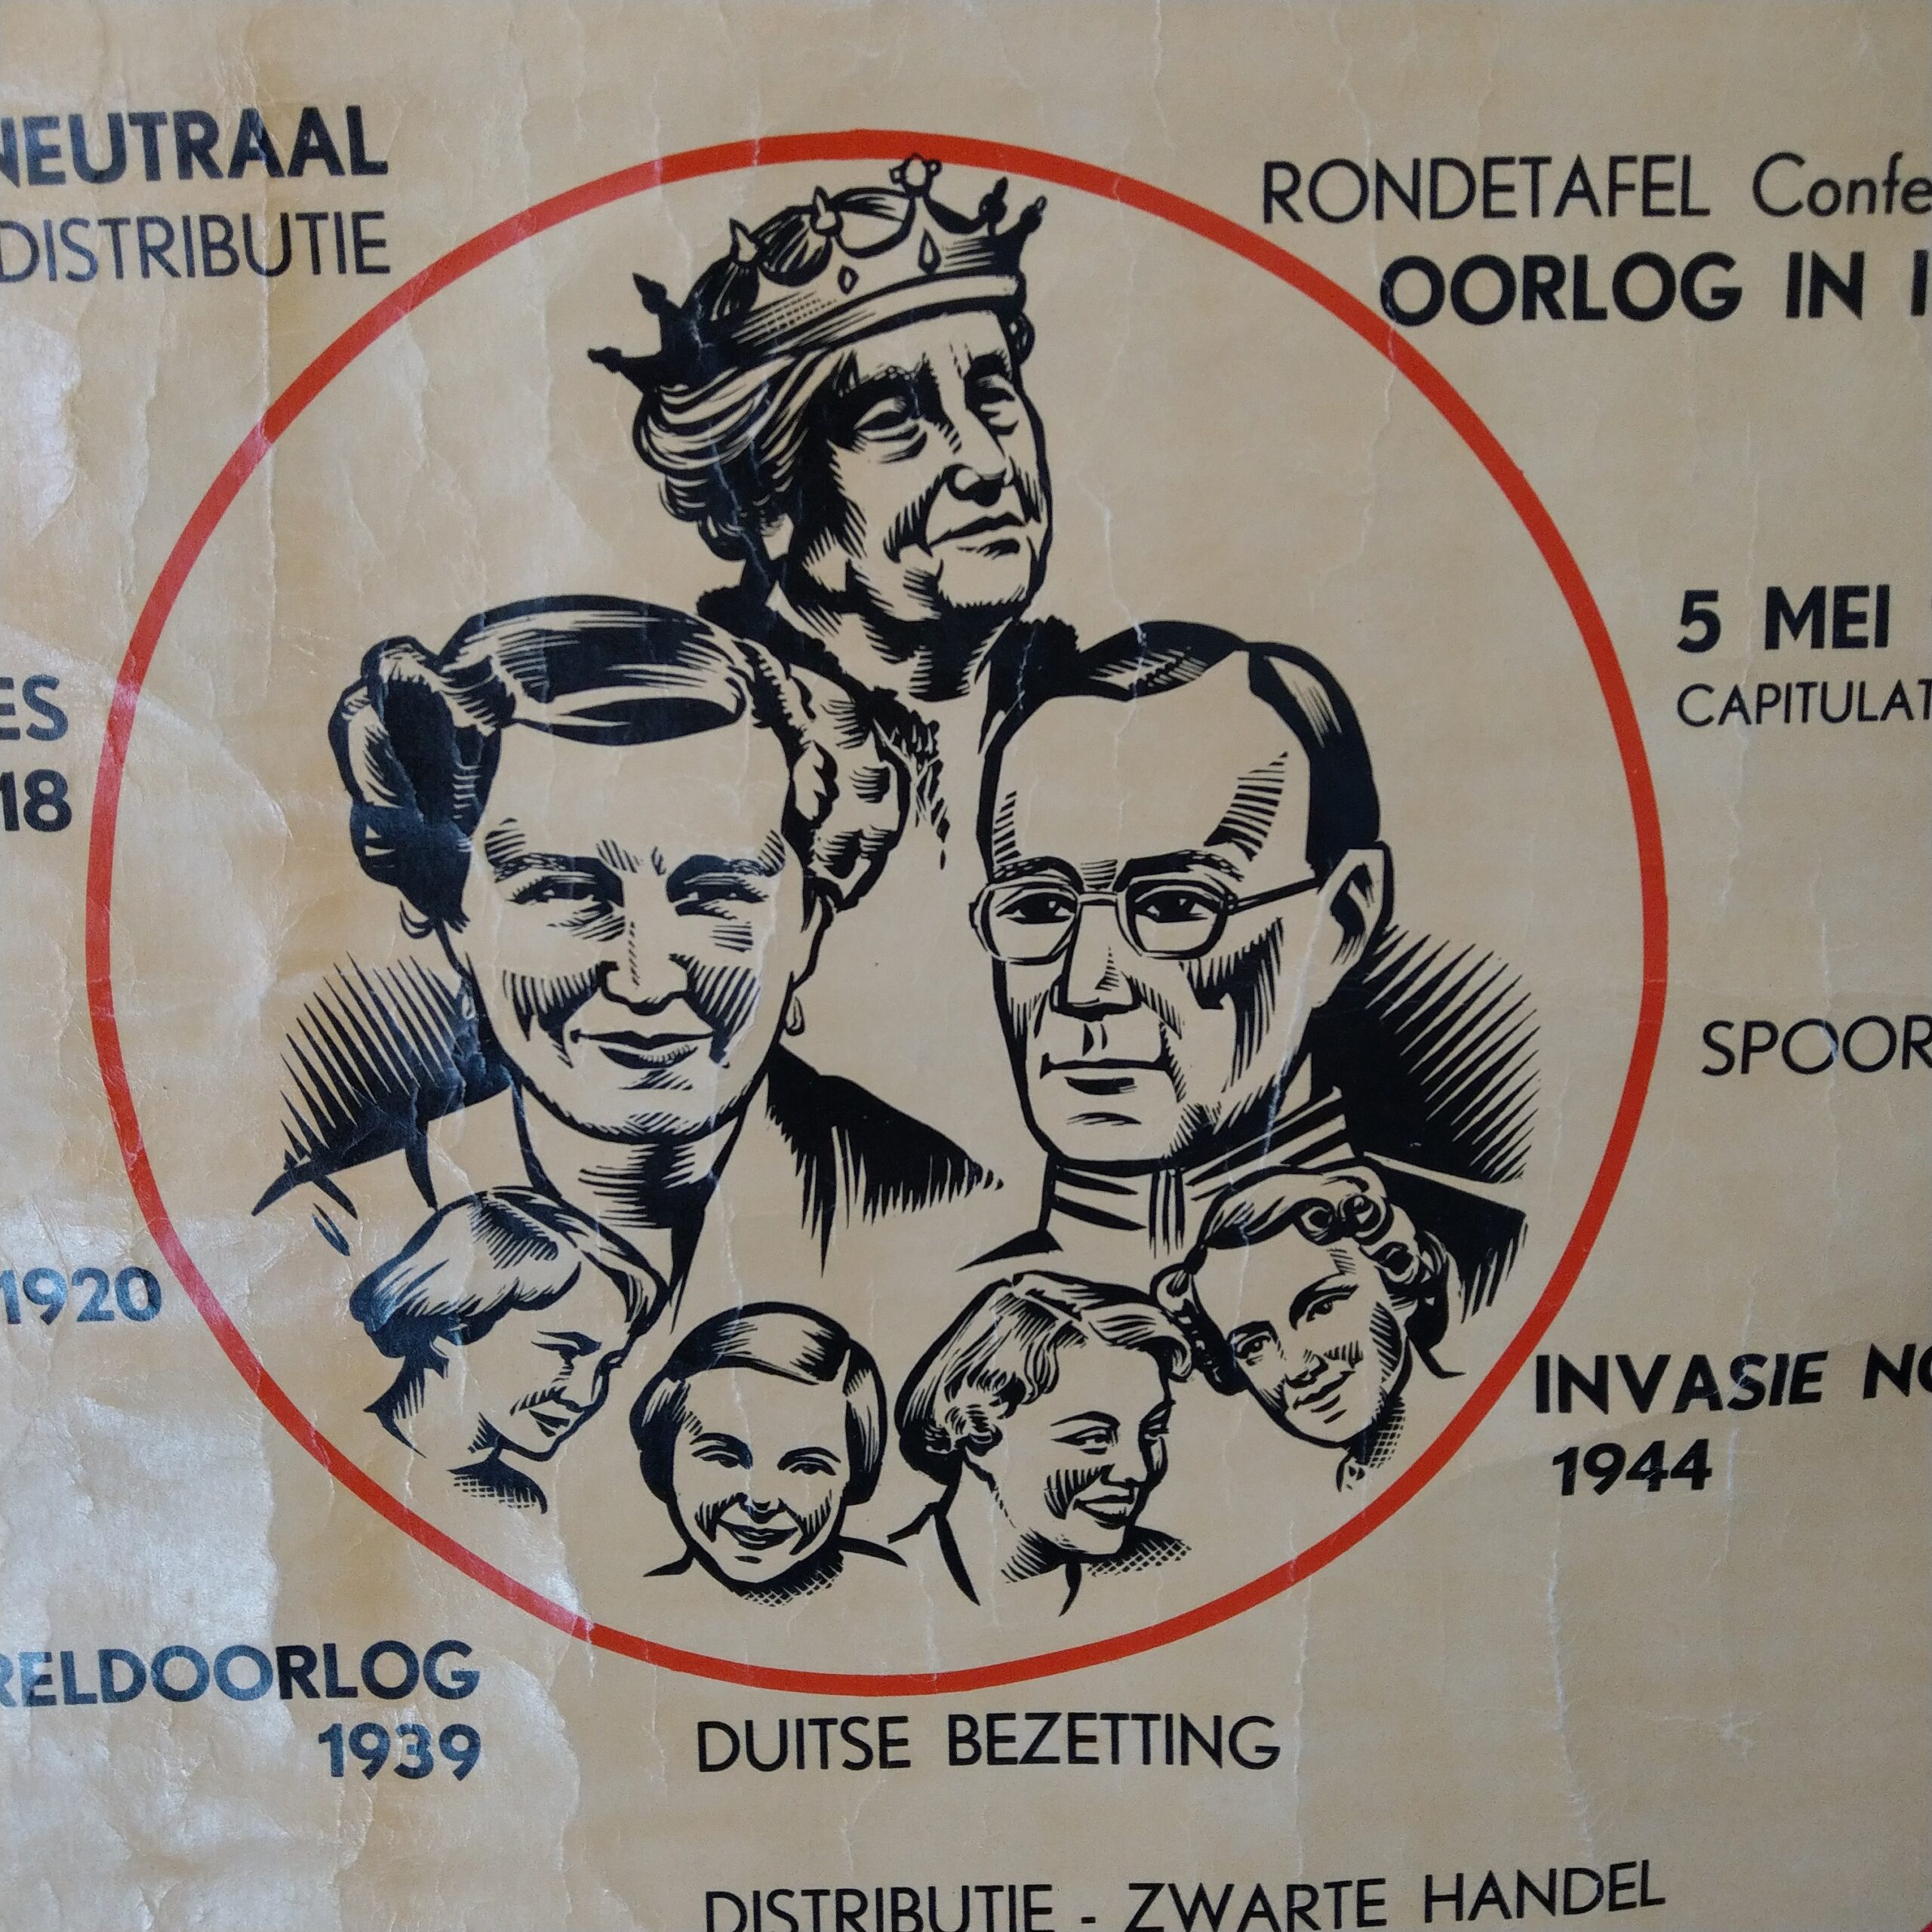 NEUTRAAL
DISTRIBUTIE
RONDETAFEL Confe
OORLOG IN I
5 MEI
CAPITULAT
ES
18
SPOOR
1920
INVASIE NO
1944
RELDOORLOG
1939
DUITSE BEZETTING
DISTRIBUTIE - ZWARTE HANDEL